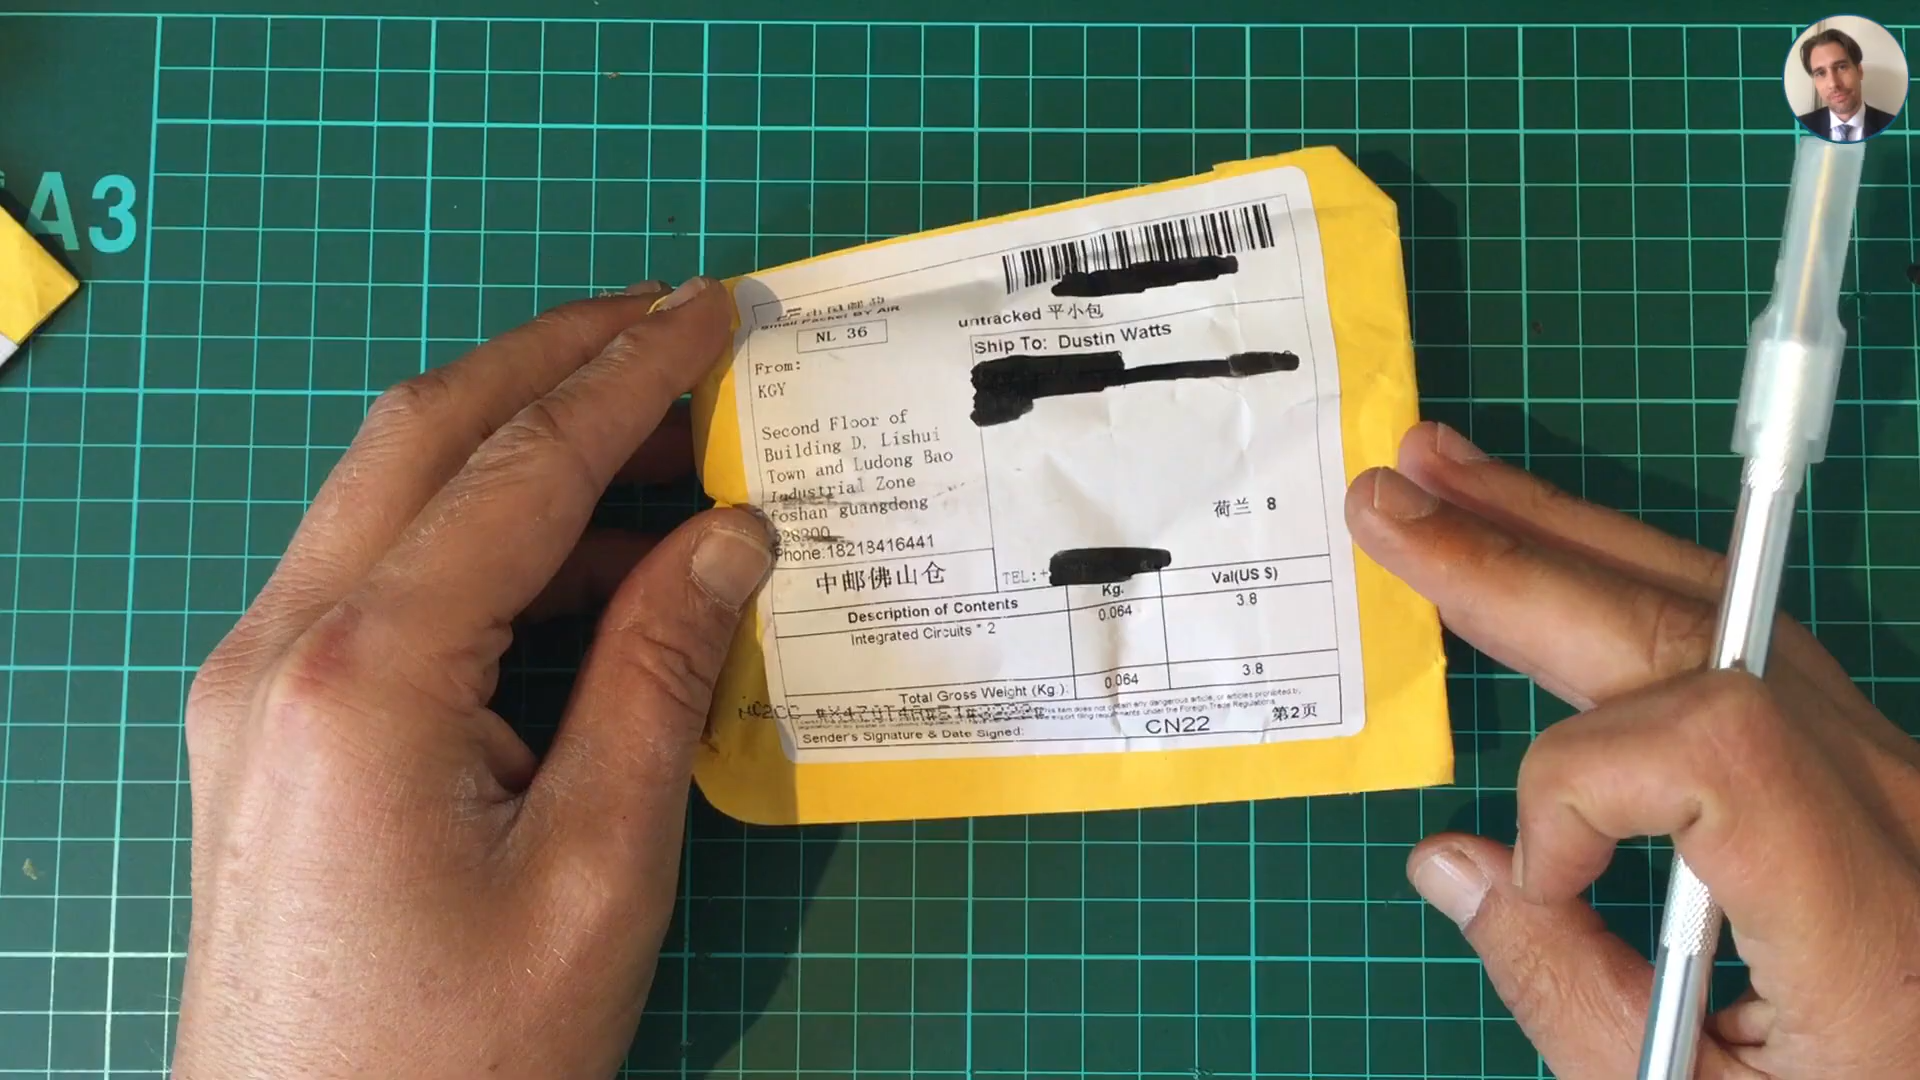 A3
Small Packet BY AIR
NL 36
untracked 平小包
Ship To: Dustin Watts
From:
KGY
Second Floor of
Building D, Lishui
Town and Ludong Bao
Industrial Zone
foshan guangdong
528200
Phone:18218416441
荷兰 8
中邮佛山仓
TEL:+
Description of Contents
Kg.
Val(US $)
Integrated Circuits * 2
0.064
3.8
Total Gross Weight (Kg.):
0.064
3.8
Sender's Signature & Date Signed:
CN22
第2页